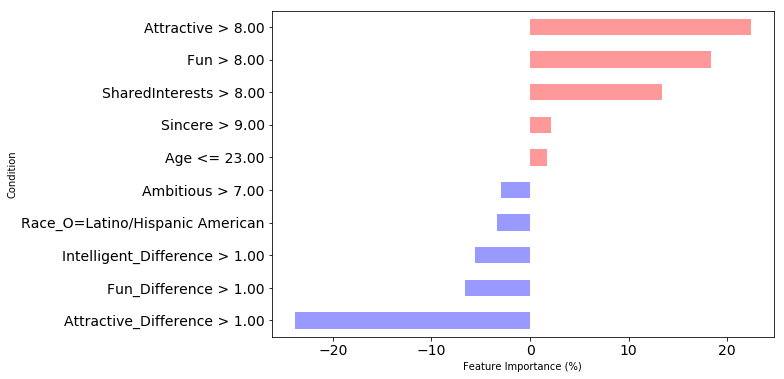 Attractive > 8.00
Fun > 8.00
SharedInterests > 8.00
Sincere > 9.00
Age <= 23.00
Ambitious > 7.00
Race_O=Latino/Hispanic American
Intelligent_Difference > 1.00
Fun_Difference > 1.00
Attractive_Difference > 1.00
Condition
−20 −10 0 10 20
Feature Importance (%)